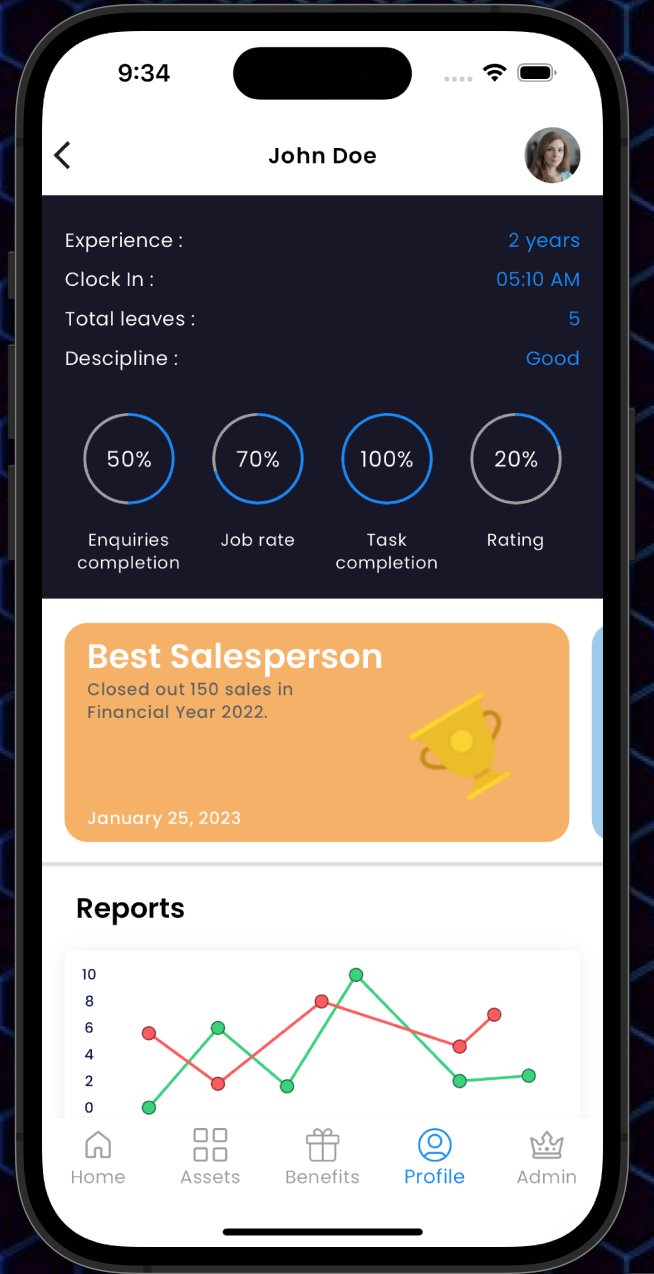 9:34
John Doe
Experience :
2 years
Clock In :
05:10 AM
Total leaves :
5
Descipline :
Good
50%
70%
100%
20%
Enquiries
completion
Job rate
Task
completion
Rating
Best Salesperson
Closed out 150 sales in
Financial Year 2022.
January 25, 2023
Reports
10
8
6
4
2
0
Home
Assets
Benefits
Profile
Admin